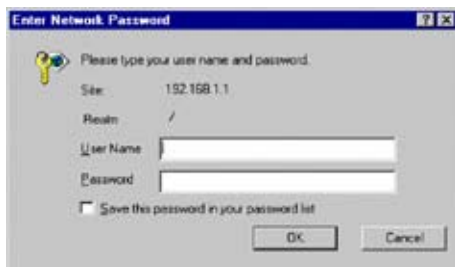 Enter Network Password
Please type your user name and password.
Site: 192.168.1.1
Realm /
User Name
Password
Save this password in your password list
OK Cancel